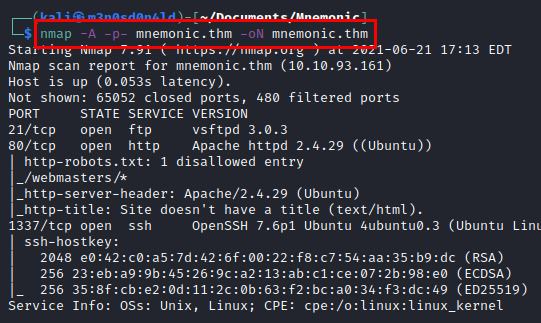 (kali㉿m3n0sd0n4ld)-[~/Documents/Mnemonic]
$ nmap -A -p- mnemonic.thm -oN mnemonic.thm
Starting Nmap 7.91 ( https://nmap.org ) at 2021-06-21 17:13 EDT
Nmap scan report for mnemonic.thm (10.10.93.161)
Host is up (0.053s latency).
Not shown: 65052 closed ports, 480 filtered ports
PORT     STATE SERVICE VERSION
21/tcp   open  ftp     vsftpd 3.0.3
80/tcp   open  http    Apache httpd 2.4.29 ((Ubuntu))
| http-robots.txt: 1 disallowed entry
|_/webmasters/*
|_http-server-header: Apache/2.4.29 (Ubuntu)
|_http-title: Site doesn't have a title (text/html).
1337/tcp open  ssh     OpenSSH 7.6p1 Ubuntu 4ubuntu0.3 (Ubuntu Linu
| ssh-hostkey:
|   2048 e0:42:c0:a5:7d:42:6f:00:22:f8:c7:54:aa:35:b9:dc (RSA)
|   256 23:eb:a9:9b:45:26:9c:a2:13:ab:c1:ce:07:2b:98:e0 (ECDSA)
|_  256 35:8f:cb:e2:0d:11:2c:0b:63:f2:bc:a0:34:f3:dc:49 (ED25519)
Service Info: OSs: Unix, Linux; CPE: cpe:/o:linux:linux_kernel